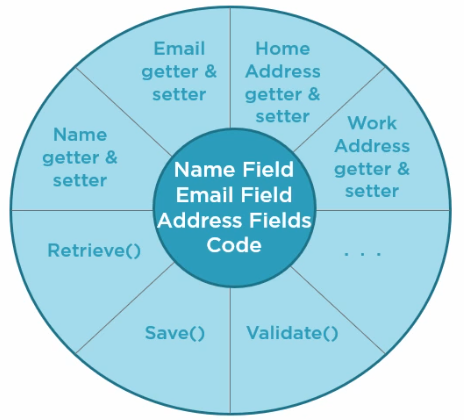 Email
getter &
setter
Home
Address
getter &
setter
Name
getter &
setter
Work
Address
getter &
setter
Name Field
Email Field
Address Fields
Code
Retrieve()
. . .
Save()
Validate()